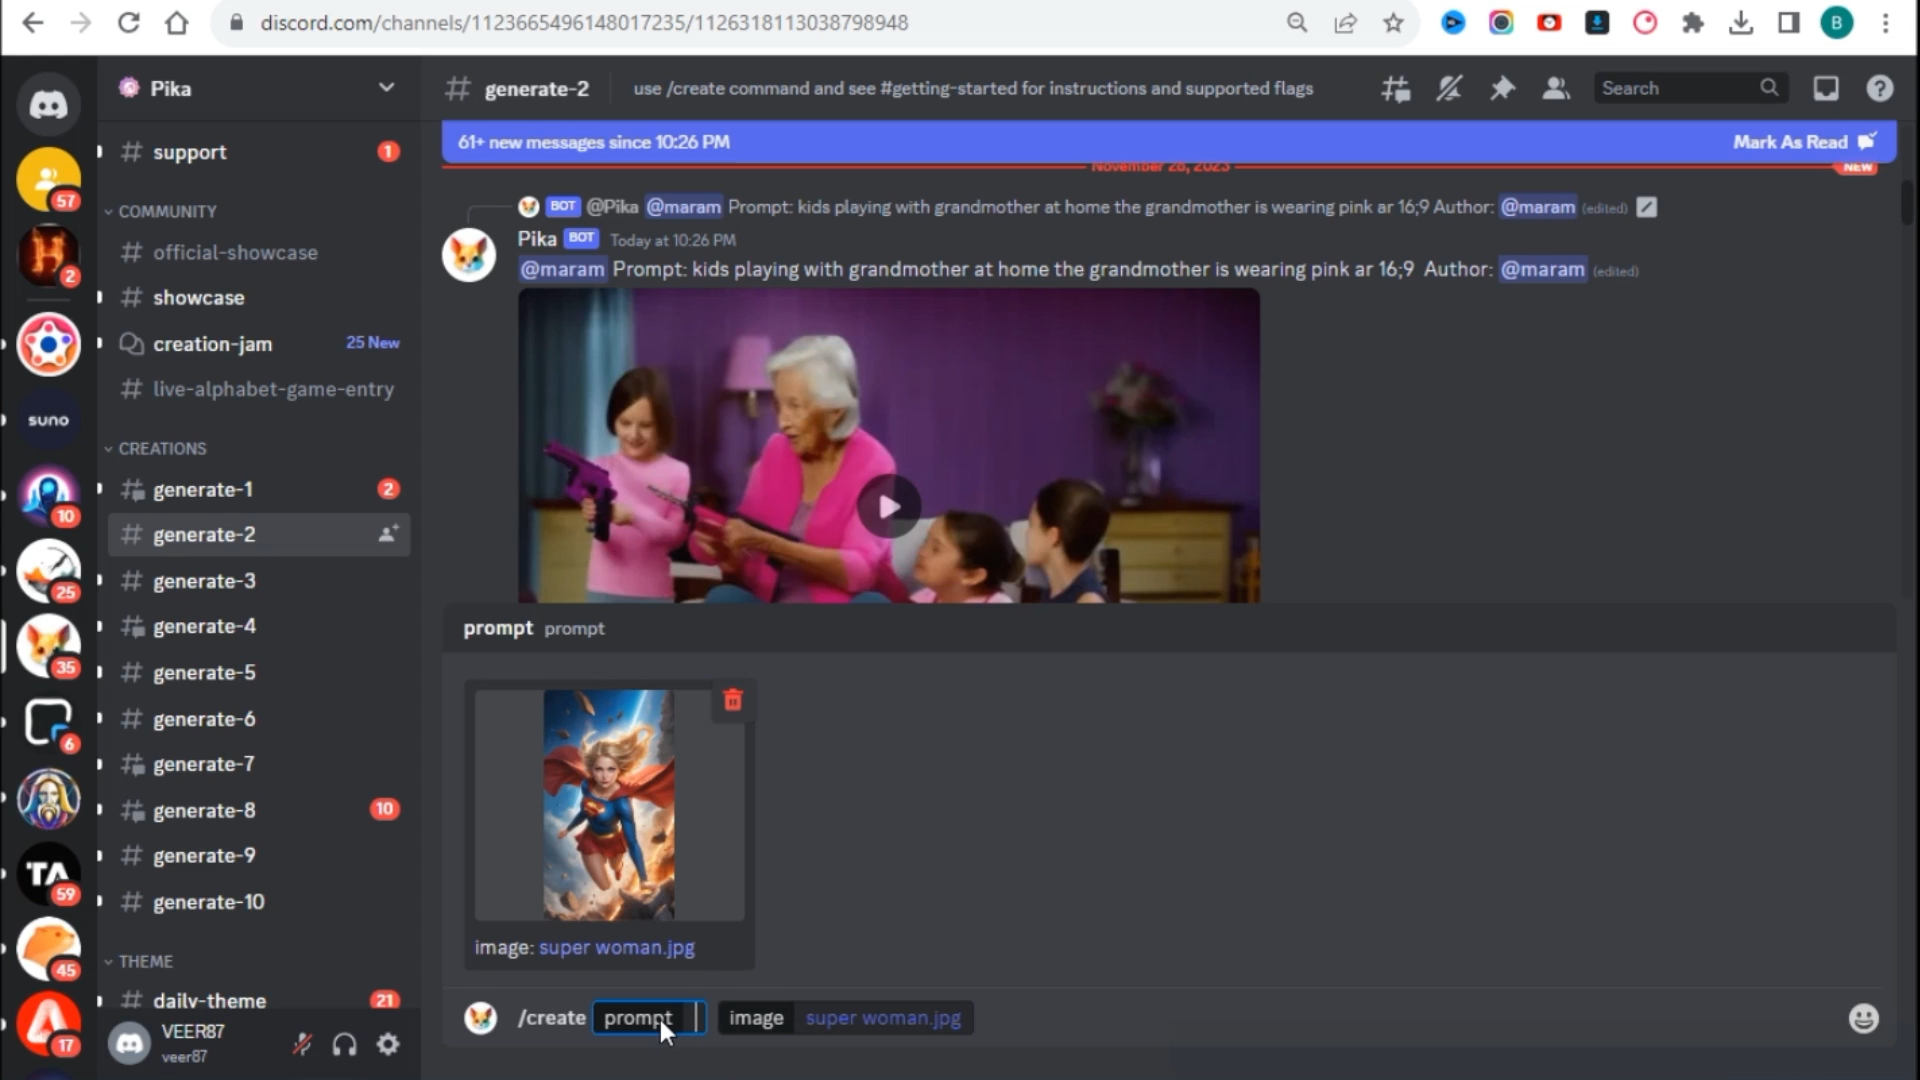 discord.com/channels/1123665496148017235/1126318113038798948
B
Pika
generate-2
use /create command and see #getting-started for instructions and supported flags
Search
57
2
suno
10
25
35
6
TA
59
45
17
support
1
COMMUNITY
official-showcase
showcase
creation-jam
25 New
live-alphabet-game-entry
CREATIONS
generate-1
2
generate-2
generate-3
generate-4
generate-5
generate-6
generate-7
generate-8
10
generate-9
generate-10
THEME
daily-theme
21
VEER87
veer87
61+ new messages since 10:26 PM
Mark As Read
November 28, 2023
NEW
BOT @Pika @maram Prompt: kids playing with grandmother at home the grandmother is wearing pink ar 16;9 Author: @maram (edited)
Pika BOT Today at 10:26 PM
@maram Prompt: kids playing with grandmother at home the grandmother is wearing pink ar 16;9 Author: @maram (edited)
prompt prompt
image: super woman.jpg
/create prompt image super woman.jpg